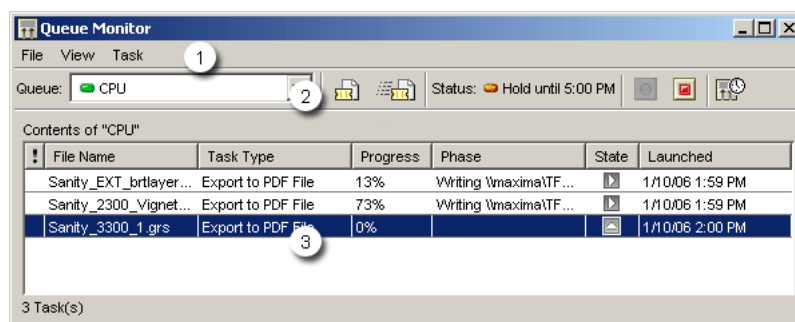 Queue Monitor
File View Task 1
Queue: CPU 2 Status: Hold until 5:00 PM
Contents of "CPU"
! File Name Task Type Progress Phase State Launched
Sanity_EXT_brtlayer... Export to PDF File 13% Writing \\maxima\TF... 1/10/06 1:59 PM
Sanity_2300_Vignet... Export to PDF File 73% Writing \\maxima\TF... 1/10/06 1:59 PM
Sanity_3300_1.grs Export to PDF File 0% 1/10/06 2:00 PM
3
3 Task(s)